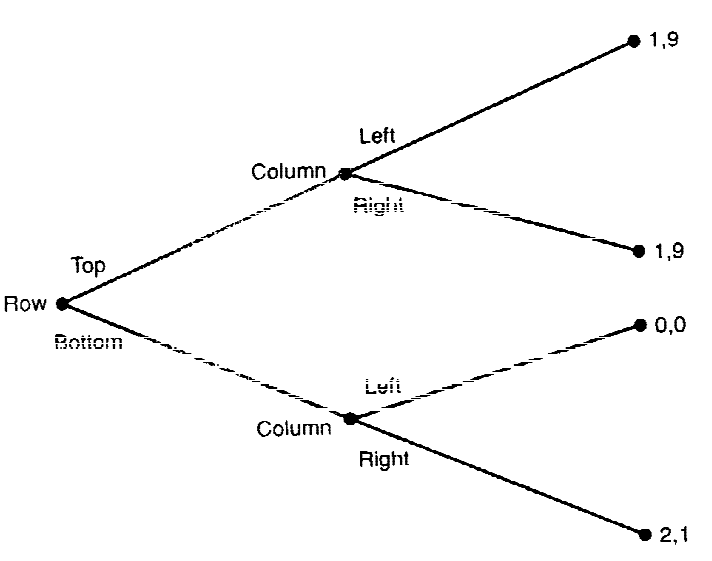 1,9
Left
Column
Right
1,9
Top
Row
0,0
Bottom
Left
Column
Right
2,1